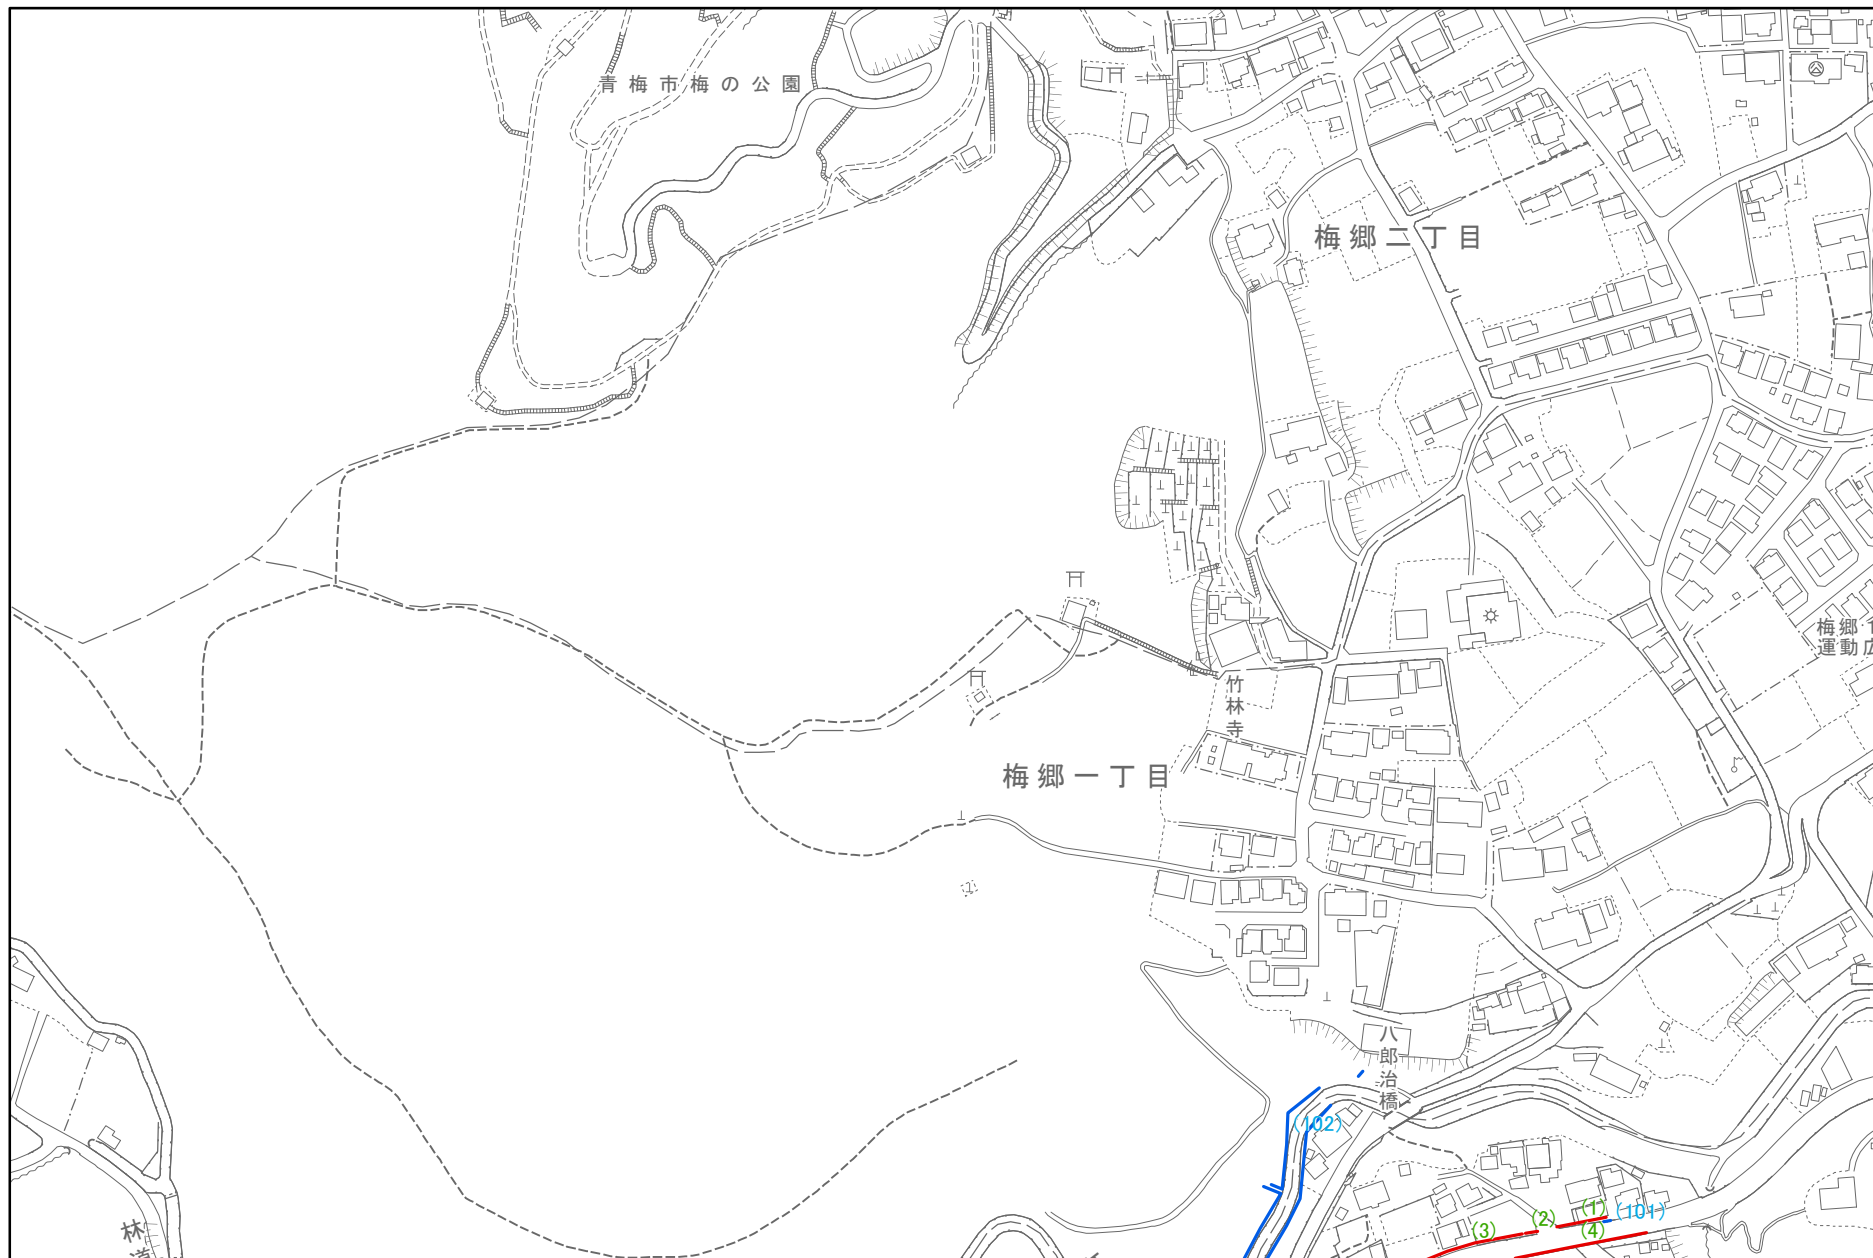 青梅市梅の公園
梅郷二丁目
梅郷
運動広
竹林寺
梅郷一丁目
八郎治橋
(102)
(1)
(101)
(2)
(3)
(4)
林道